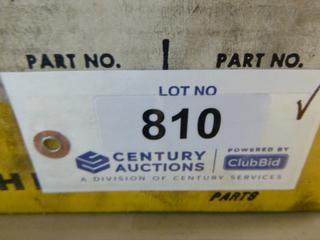 PART NO. PART NO.
LOT NO
810
CENTURY AUCTIONS
POWERED BY
ClubBid
A DIVISION OF CENTURY SERVICES
PARTS